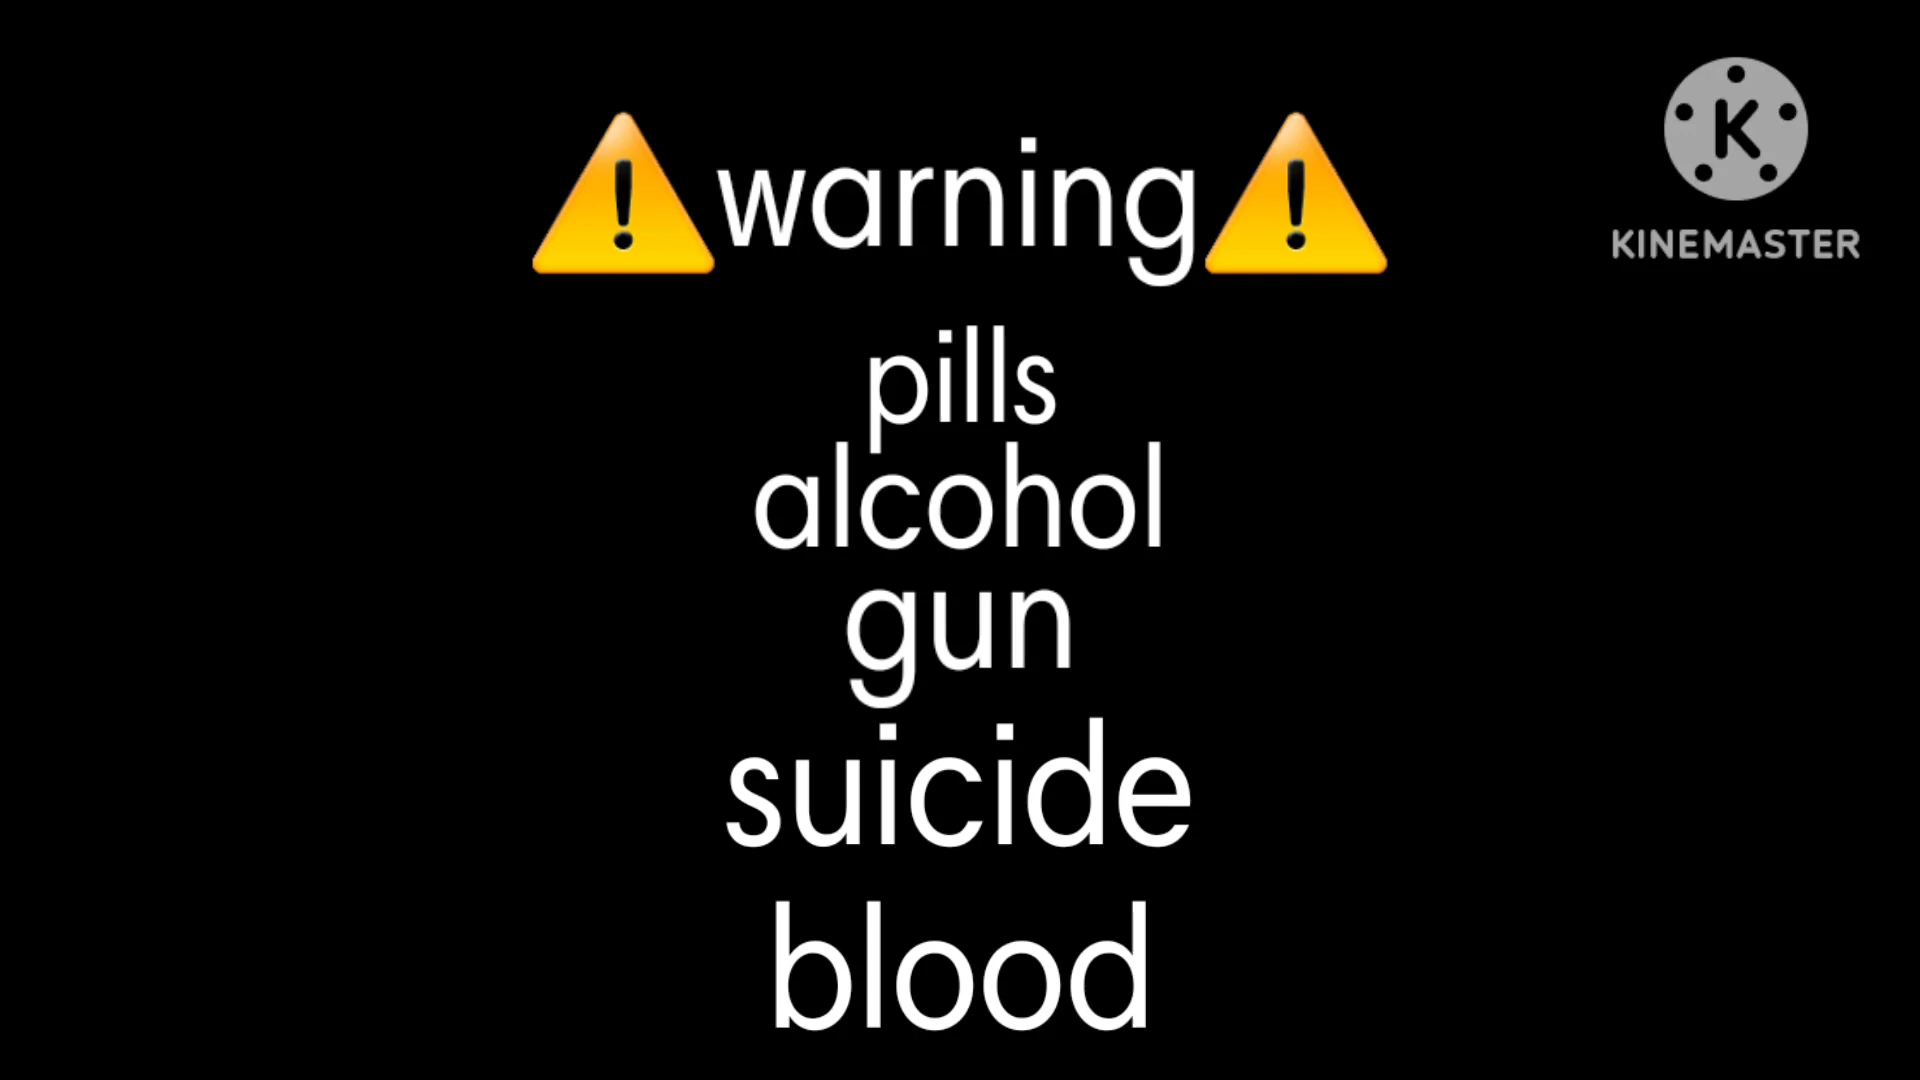 ⚠️warning⚠️
KINEMASTER
pills
alcohol
gun
suicide
blood